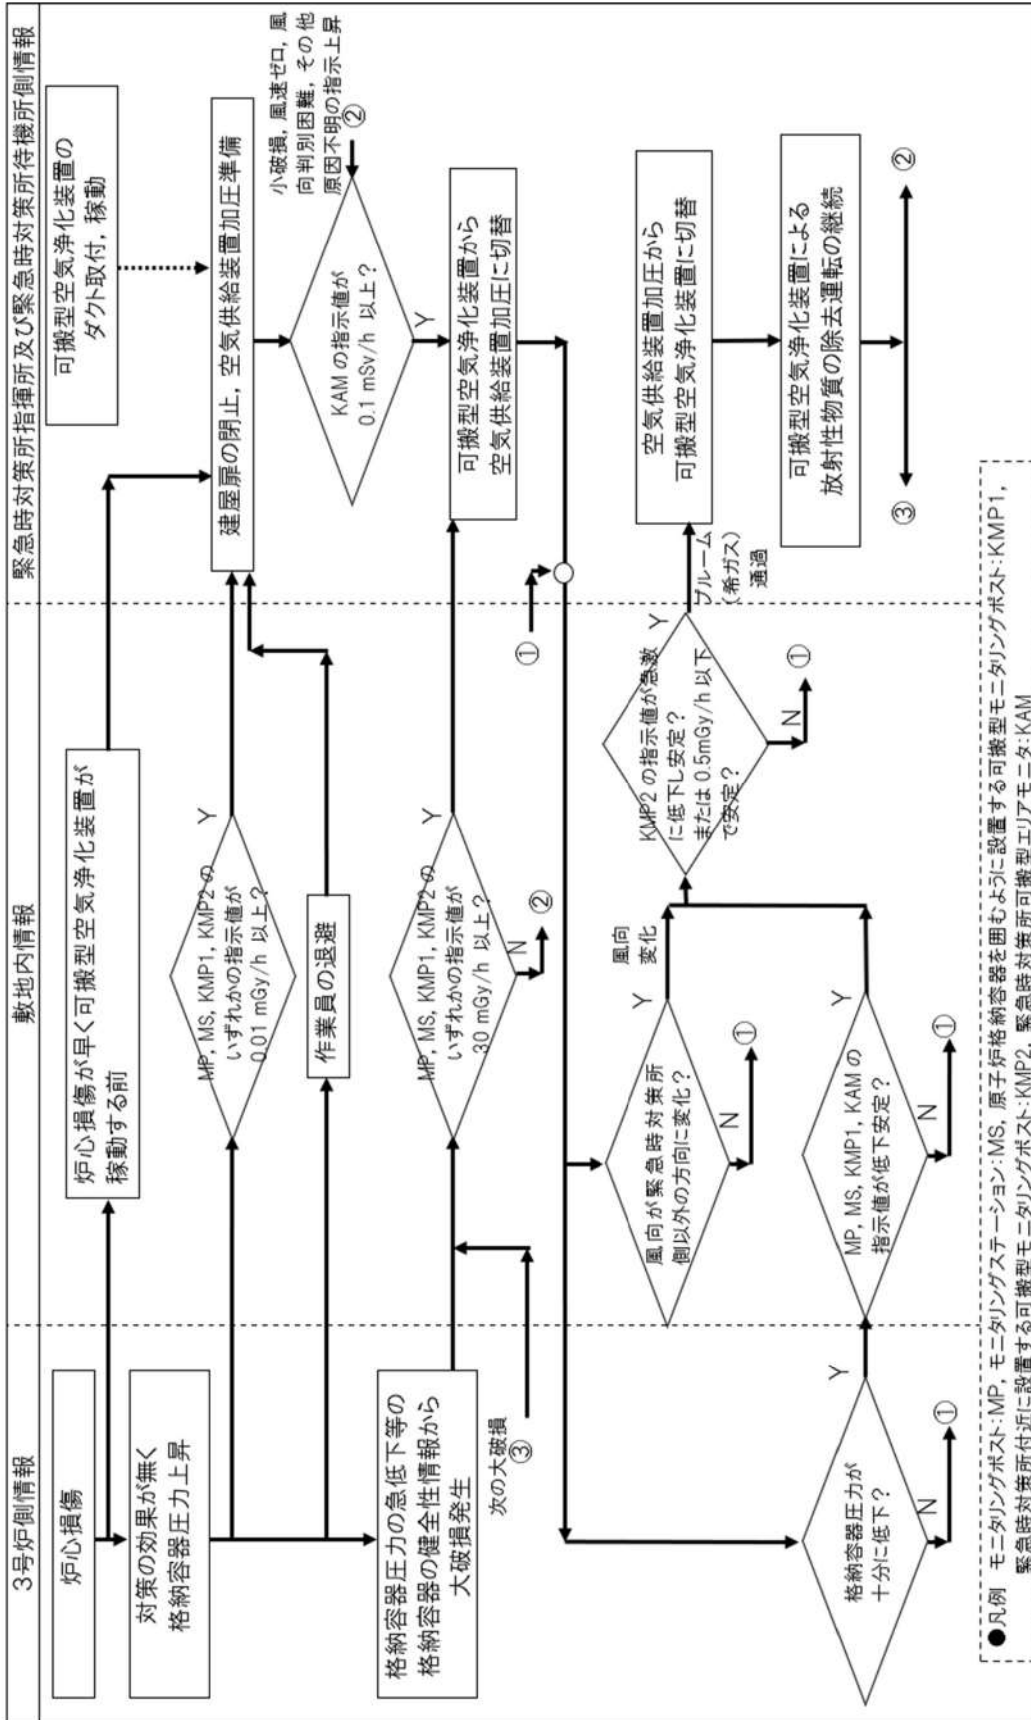 3号炉側情報
敷地内情報
緊急時対策所指揮所及び緊急時対策所待機所側情報
炉心損傷
対策の効果が無く
格納容器圧力上昇
格納容器圧力の急低下等の
格納容器の健全性情報から
大破損発生
次の大破損
③
格納容器圧力が
十分に低下？
Y
N
①
炉心損傷が早く可搬型空気浄化装置が
稼動する前
MP, MS, KMP1, KMP2 の
いずれかの指示値が
0.01 mGy/h 以上？
Y
作業員の退避
MP, MS, KMP1, KMP2 の
いずれかの指示値が
30 mGy/h 以上？
Y
N
②
①
風向が緊急時対策所
側以外の方向に変化？
Y
N
①
風向
変化
MP, MS, KMP1, KAM の
指示値が低下安定？
Y
N
①
KMP2 の指示値が急激
に低下し安定？
または 0.5mGy/h 以下
で安定？
Y
N
①
プルーム
（希ガス）
通過
可搬型空気浄化装置の
ダクト取付，稼動
建屋扉の閉止，空気供給装置加圧準備
小破損，風速ゼロ，風
向判別困難，その他
原因不明の指示上昇
②
KAM の指示値が
0.1 mSv/h 以上？
Y
可搬型空気浄化装置から
空気供給装置加圧に切替
空気供給装置加圧から
可搬型空気浄化装置に切替
可搬型空気浄化装置による
放射性物質の除去運転の継続
③
②
●凡例 モニタリングポスト：MP，モニタリングステーション：MS，原子炉格納容器を囲むように設置する可搬型モニタリングポスト：KMP1，
緊急時対策所付近に設置する可搬型モニタリングポスト：KMP2，緊急時対策所可搬型エリアモニタ：KAM